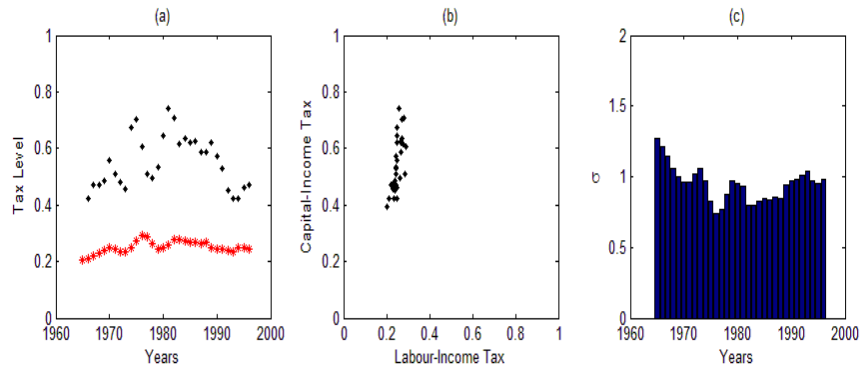 (a)
1
0.8
0.6
0.4
0.2
0
Tax Level
1960 1970 1980 1990 2000
Years
(b)
1
0.8
0.6
0.4
0.2
0
Capital-Income Tax
0 0.2 0.4 0.6 0.8 1
Labour-Income Tax
(c)
2
1.5
1
0.5
0
σ
1960 1970 1980 1990 2000
Years